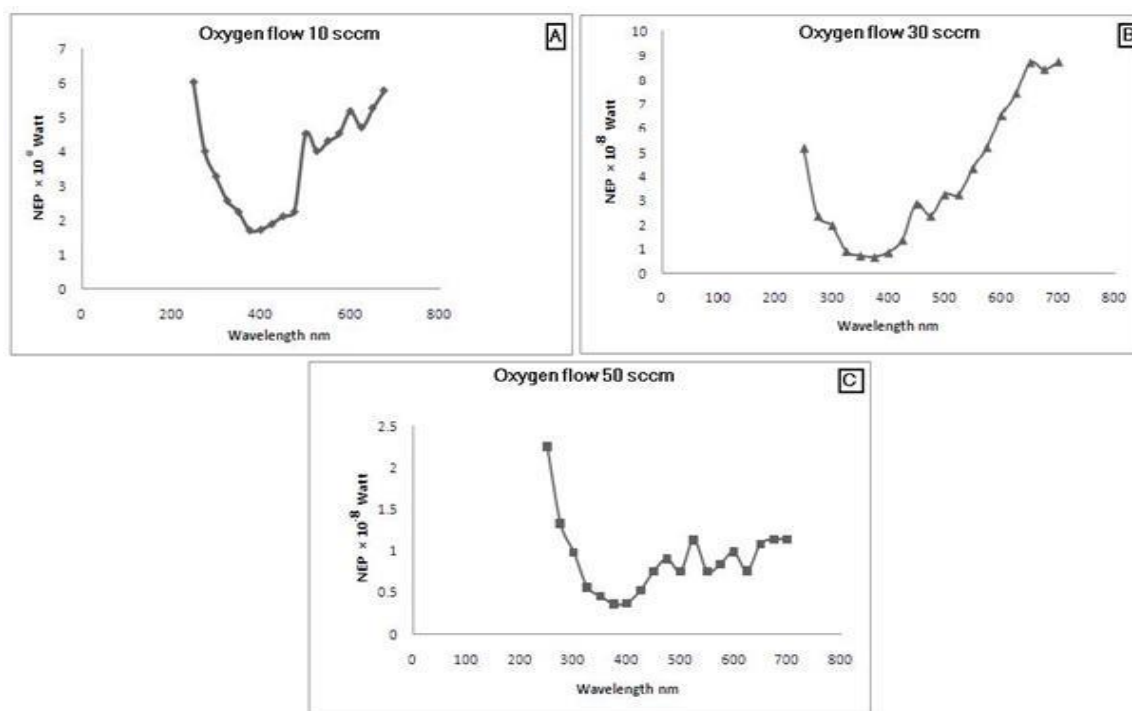 Oxygen flow 10 sccm
A
7
6
5
4
3
2
1
0
NEP × 10 Watt
0 200 400 600 800
Wavelength nm
Oxygen flow 30 sccm
B
10
9
8
7
6
5
4
3
2
1
0
NEP × 10⁸ Watt
0 100 200 300 400 500 600 700 800
Wavelength nm
Oxygen flow 50 sccm
C
2.5
2
1.5
1
0.5
0
NEP × 10⁻⁸ Watt
0 100 200 300 400 500 600 700 800
Wavelength nm